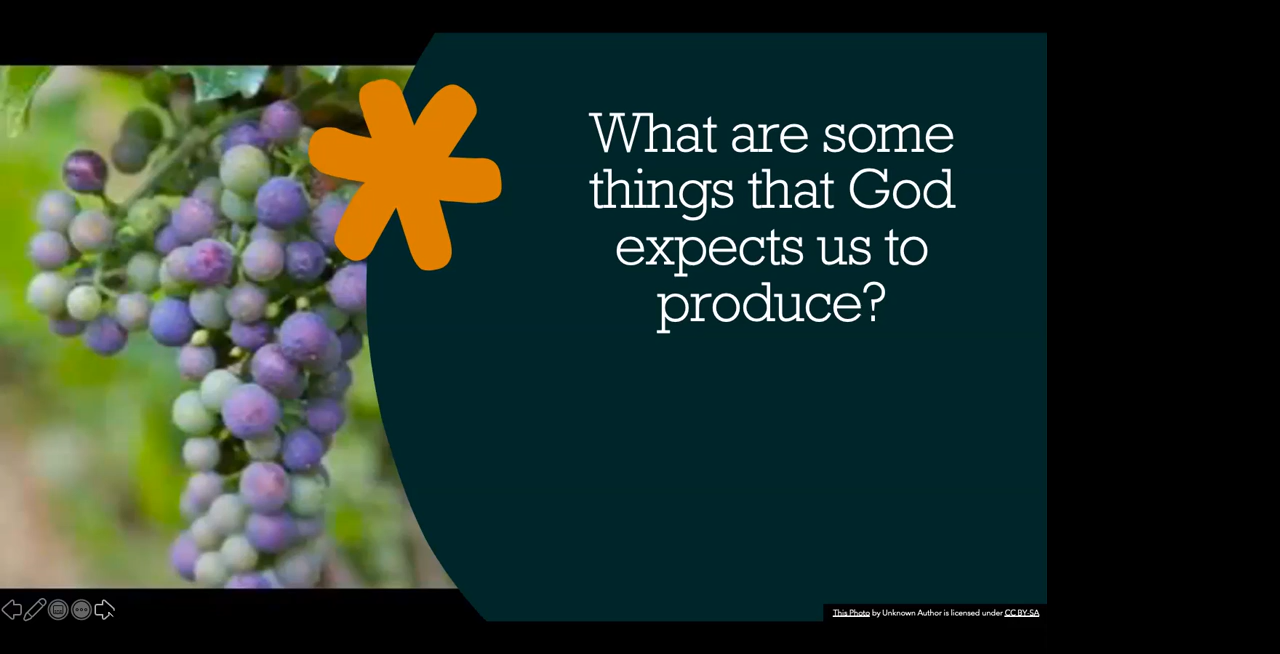 What are some
things that God
expects us to
produce?
This Photo by Unknown Author is licensed under CC BY-SA